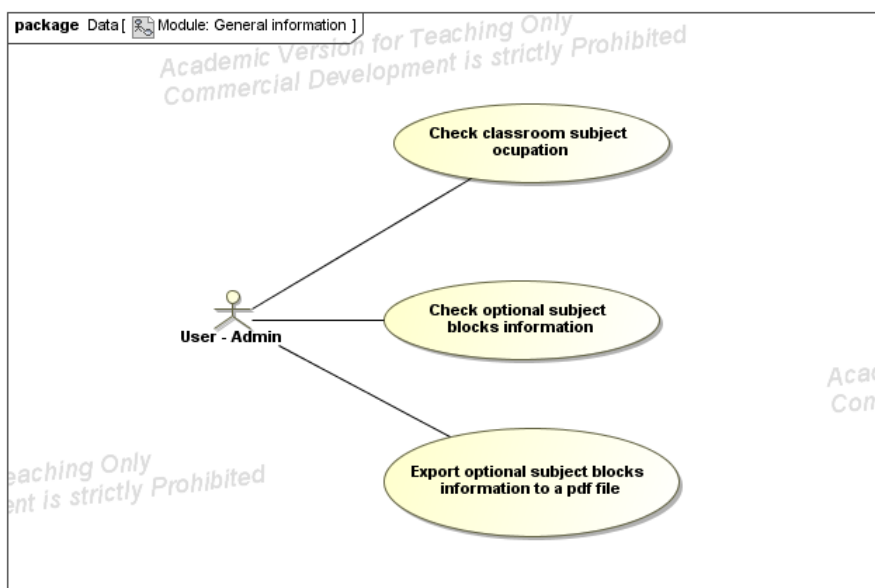 package Data [ Module: General information ]
Academic Version for Teaching Only
Commercial Development is strictly Prohibited
Check classroom subject
ocupation
Check optional subject
blocks information
User - Admin
Acad
Com
Export optional subject blocks
information to a pdf file
eaching Only
ent is strictly Prohibited